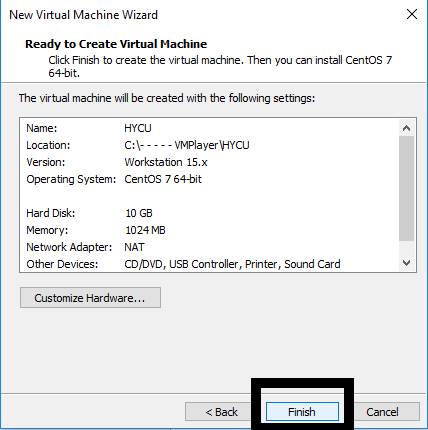 New Virtual Machine Wizard
Ready to Create Virtual Machine
Click Finish to create the virtual machine. Then you can install CentOS 7
64-bit.
The virtual machine will be created with the following settings:
Name: HYCU
Location: C:\- - - - - VMPlayer\HYCU
Version: Workstation 15.x
Operating System: CentOS 7 64-bit
Hard Disk: 10 GB
Memory: 1024 MB
Network Adapter: NAT
Other Devices: CD/DVD, USB Controller, Printer, Sound Card
Customize Hardware...
< Back Finish Cancel